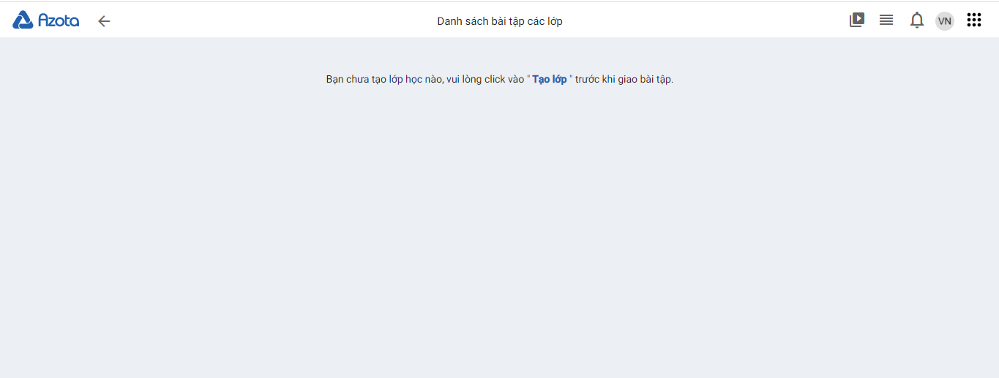 Azota
Danh sách bài tập các lớp
VN
Bạn chưa tạo lớp học nào, vui lòng click vào " Tạo lớp " trước khi giao bài tập.